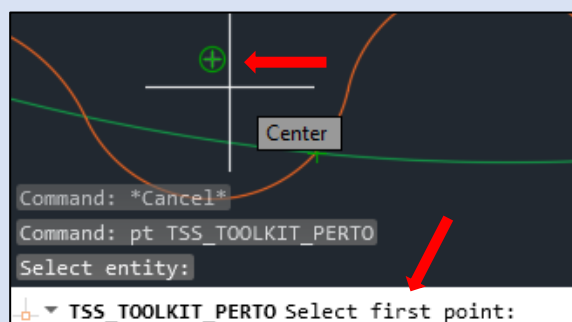 Center
Command: *Cancel*
Command: pt TSS_TOOLKIT_PERTO
Select entity:
TSS_TOOLKIT_PERTO Select first point: